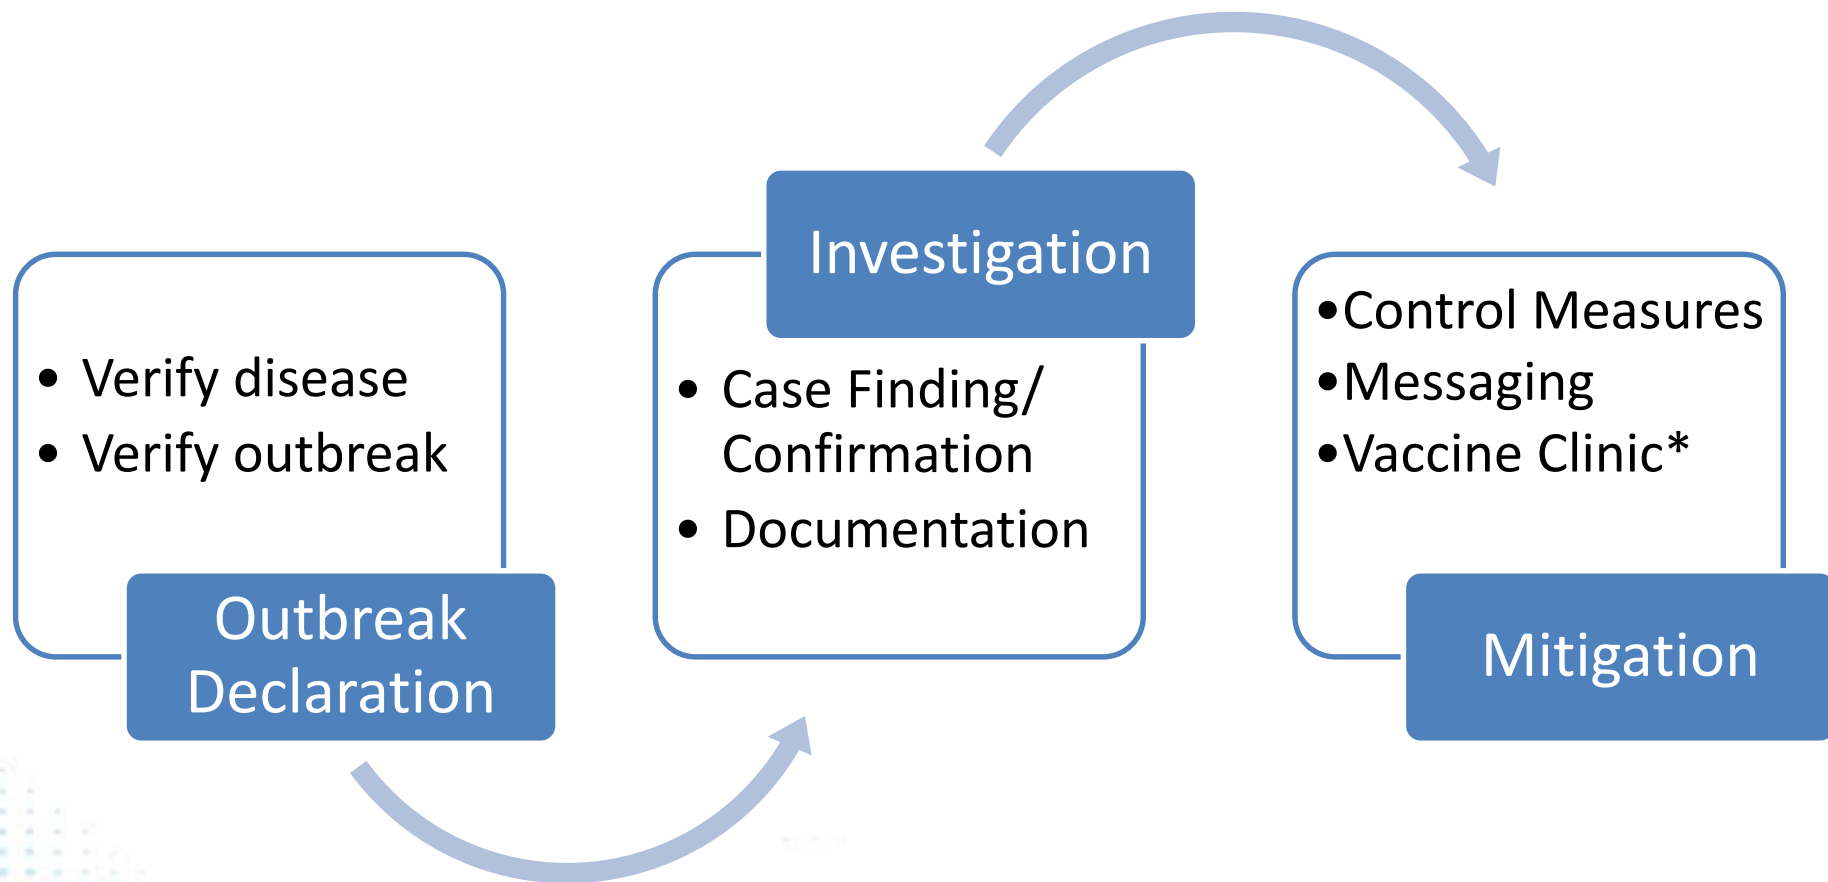 • Verify disease
• Verify outbreak
Outbreak
Declaration
Investigation
• Case Finding/
Confirmation
• Documentation
•Control Measures
•Messaging
•Vaccine Clinic*
Mitigation